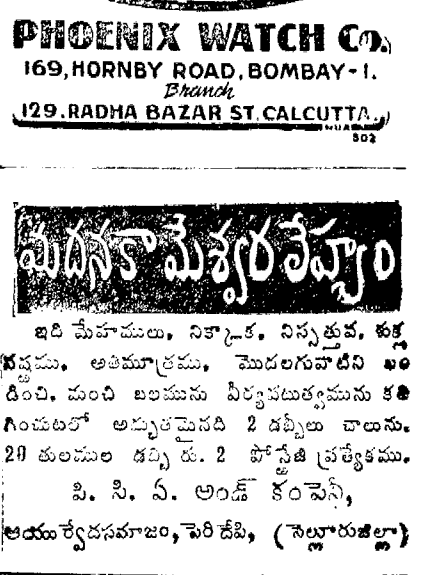 PHOENIX WATCH CO.
169, HORNBY ROAD, BOMBAY-1.
Branch
129. RADHA BAZAR ST. CALCUTTA.
802
మదనకామేశ్వర లేహ్యం
ఇది మేహములు, నిక్కాక, నిస్సత్తువ, శుక్ల
నష్టము, అతిమూత్రము, మొదలగువాటిని ఖం
డించి, మంచి బలమును వీర్యపటుత్వమును కలి
గించుటలో అద్భుతమైనది 2 డబ్బీలు చాలును.
20 తులముల డబ్బి రు. 2 పోస్టేజి ప్రత్యేకము.
పి. సి. ఏ. అండ్ కంపెనీ,
ఆయుర్వేదసమాజం, పెరిదేపి, (నెల్లూరుజిల్లా)